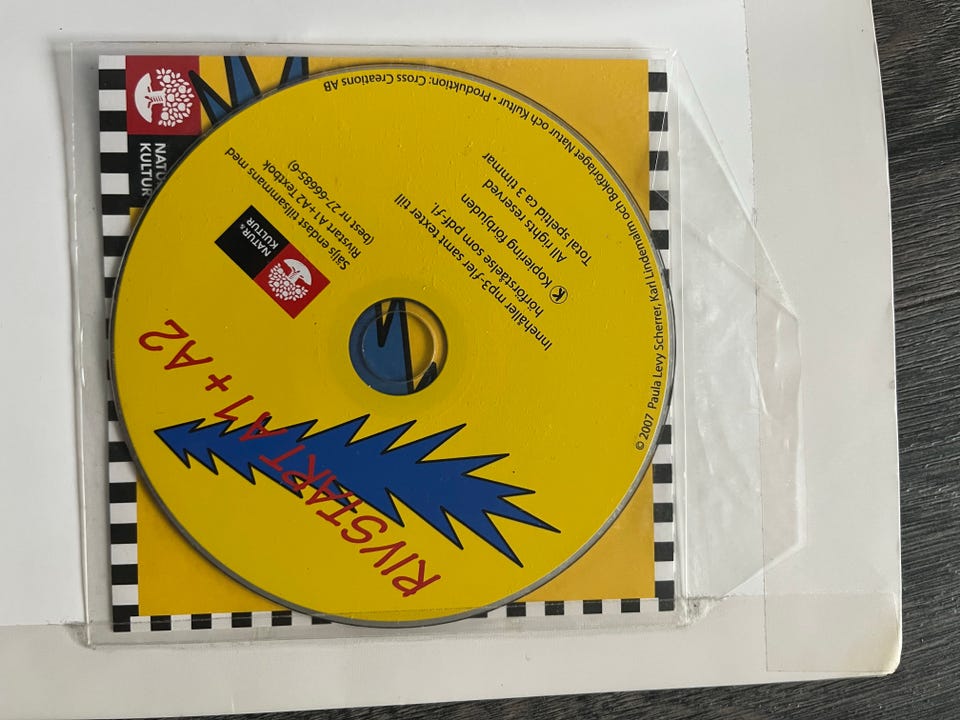 RIVSTART A1 + A2
NATUR &
KULTUR
Säljs endast tillsammans med
Rivstart A1+A2 Textbok
(best nr 27-66685-6)
Innehåller mp3-filer samt texter till
hörförståelse som pdf-fil.
K Kopiering förbjuden
All rights reserved
Total speltid ca 3 timmar
© 2007 Paula Levy Scherrer, Karl Lindemalm och Bokförlaget Natur och Kultur • Produktion: Cross Creations AB
KULTUR